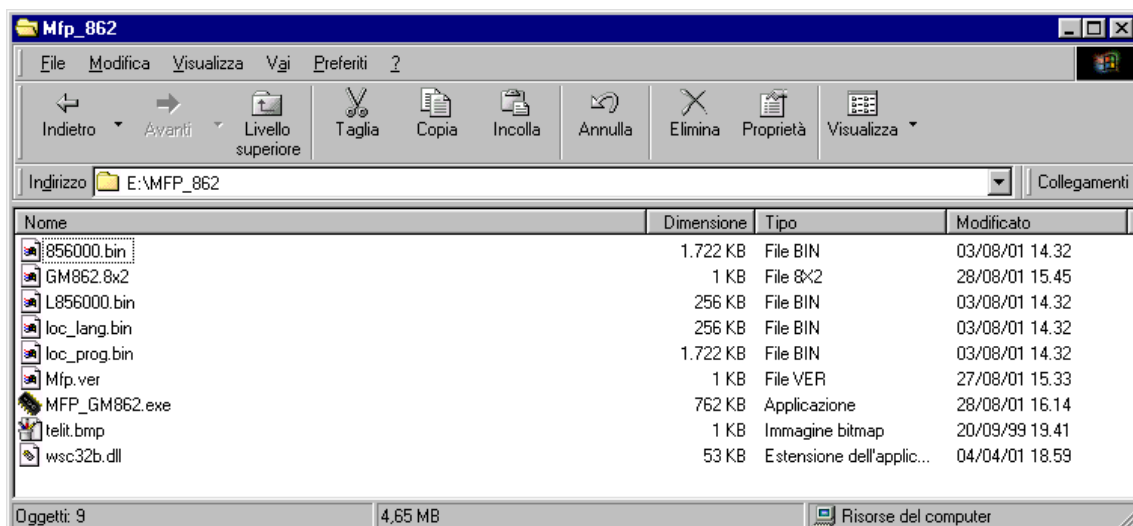 Mfp_862
File Modifica Visualizza Vai Preferiti ?
Indietro Avanti Livello superiore Taglia Copia Incolla Annulla Elimina Proprietà Visualizza
Indirizzo E:\MFP_862 Collegamenti
Nome Dimensione Tipo Modificato
856000.bin 1.722 KB File BIN 03/08/01 14.32
GM862.8x2 1 KB File 8X2 28/08/01 15.45
L856000.bin 256 KB File BIN 03/08/01 14.32
loc_lang.bin 256 KB File BIN 03/08/01 14.32
loc_prog.bin 1.722 KB File BIN 03/08/01 14.32
Mfp.ver 1 KB File VER 27/08/01 15.33
MFP_GM862.exe 762 KB Applicazione 28/08/01 16.14
telit.bmp 1 KB Immagine bitmap 20/09/99 19.41
wsc32b.dll 53 KB Estensione dell'applic... 04/04/01 18.59
Oggetti: 9 4,65 MB Risorse del computer